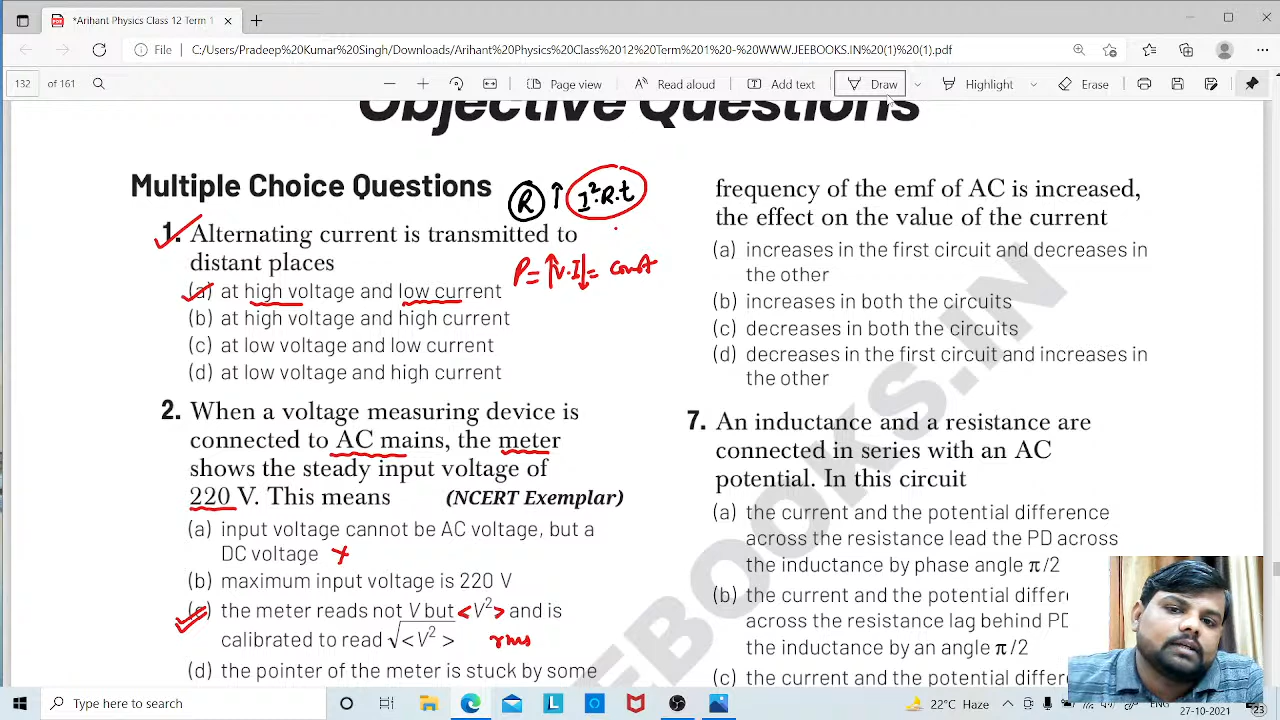 *Arihant Physics Class 12 Term 1
File
C:/Users/Pradeep%20Kumar%20Singh/Downloads/Arihant%20Physics%20Class%2012%20Term%201%20-%20WWW.JEEBOOKS.IN%20(1)%20(1).pdf
132 of 161
Page view
Read aloud
Add text
Draw
Highlight
Erase
Objective Questions
Multiple Choice Questions
R ↑ I².R.t
1. Alternating current is transmitted to
distant places
P = ↑V.I↓ = const
(a) at high voltage and low current
(b) at high voltage and high current
(c) at low voltage and low current
(d) at low voltage and high current
2. When a voltage measuring device is
connected to AC mains, the meter
shows the steady input voltage of
220 V. This means (NCERT Exemplar)
(a) input voltage cannot be AC voltage, but a
DC voltage ×
(b) maximum input voltage is 220 V
(c) the meter reads not V but <V²> and is
calibrated to read √<V²> rms
(d) the pointer of the meter is stuck by some
frequency of the emf of AC is increased,
the effect on the value of the current
(a) increases in the first circuit and decreases in
the other
(b) increases in both the circuits
(c) decreases in both the circuits
(d) decreases in the first circuit and increases in
the other
7. An inductance and a resistance are
connected in series with an AC
potential. In this circuit
(a) the current and the potential difference
across the resistance lead the PD across
the inductance by phase angle π/2
(b) the current and the potential differ
across the resistance lag behind PD
the inductance by an angle π/2
(c) the current and the potential differ
EEBOOKS.IN
Type here to search
22°C Haze
27-10-2021
23